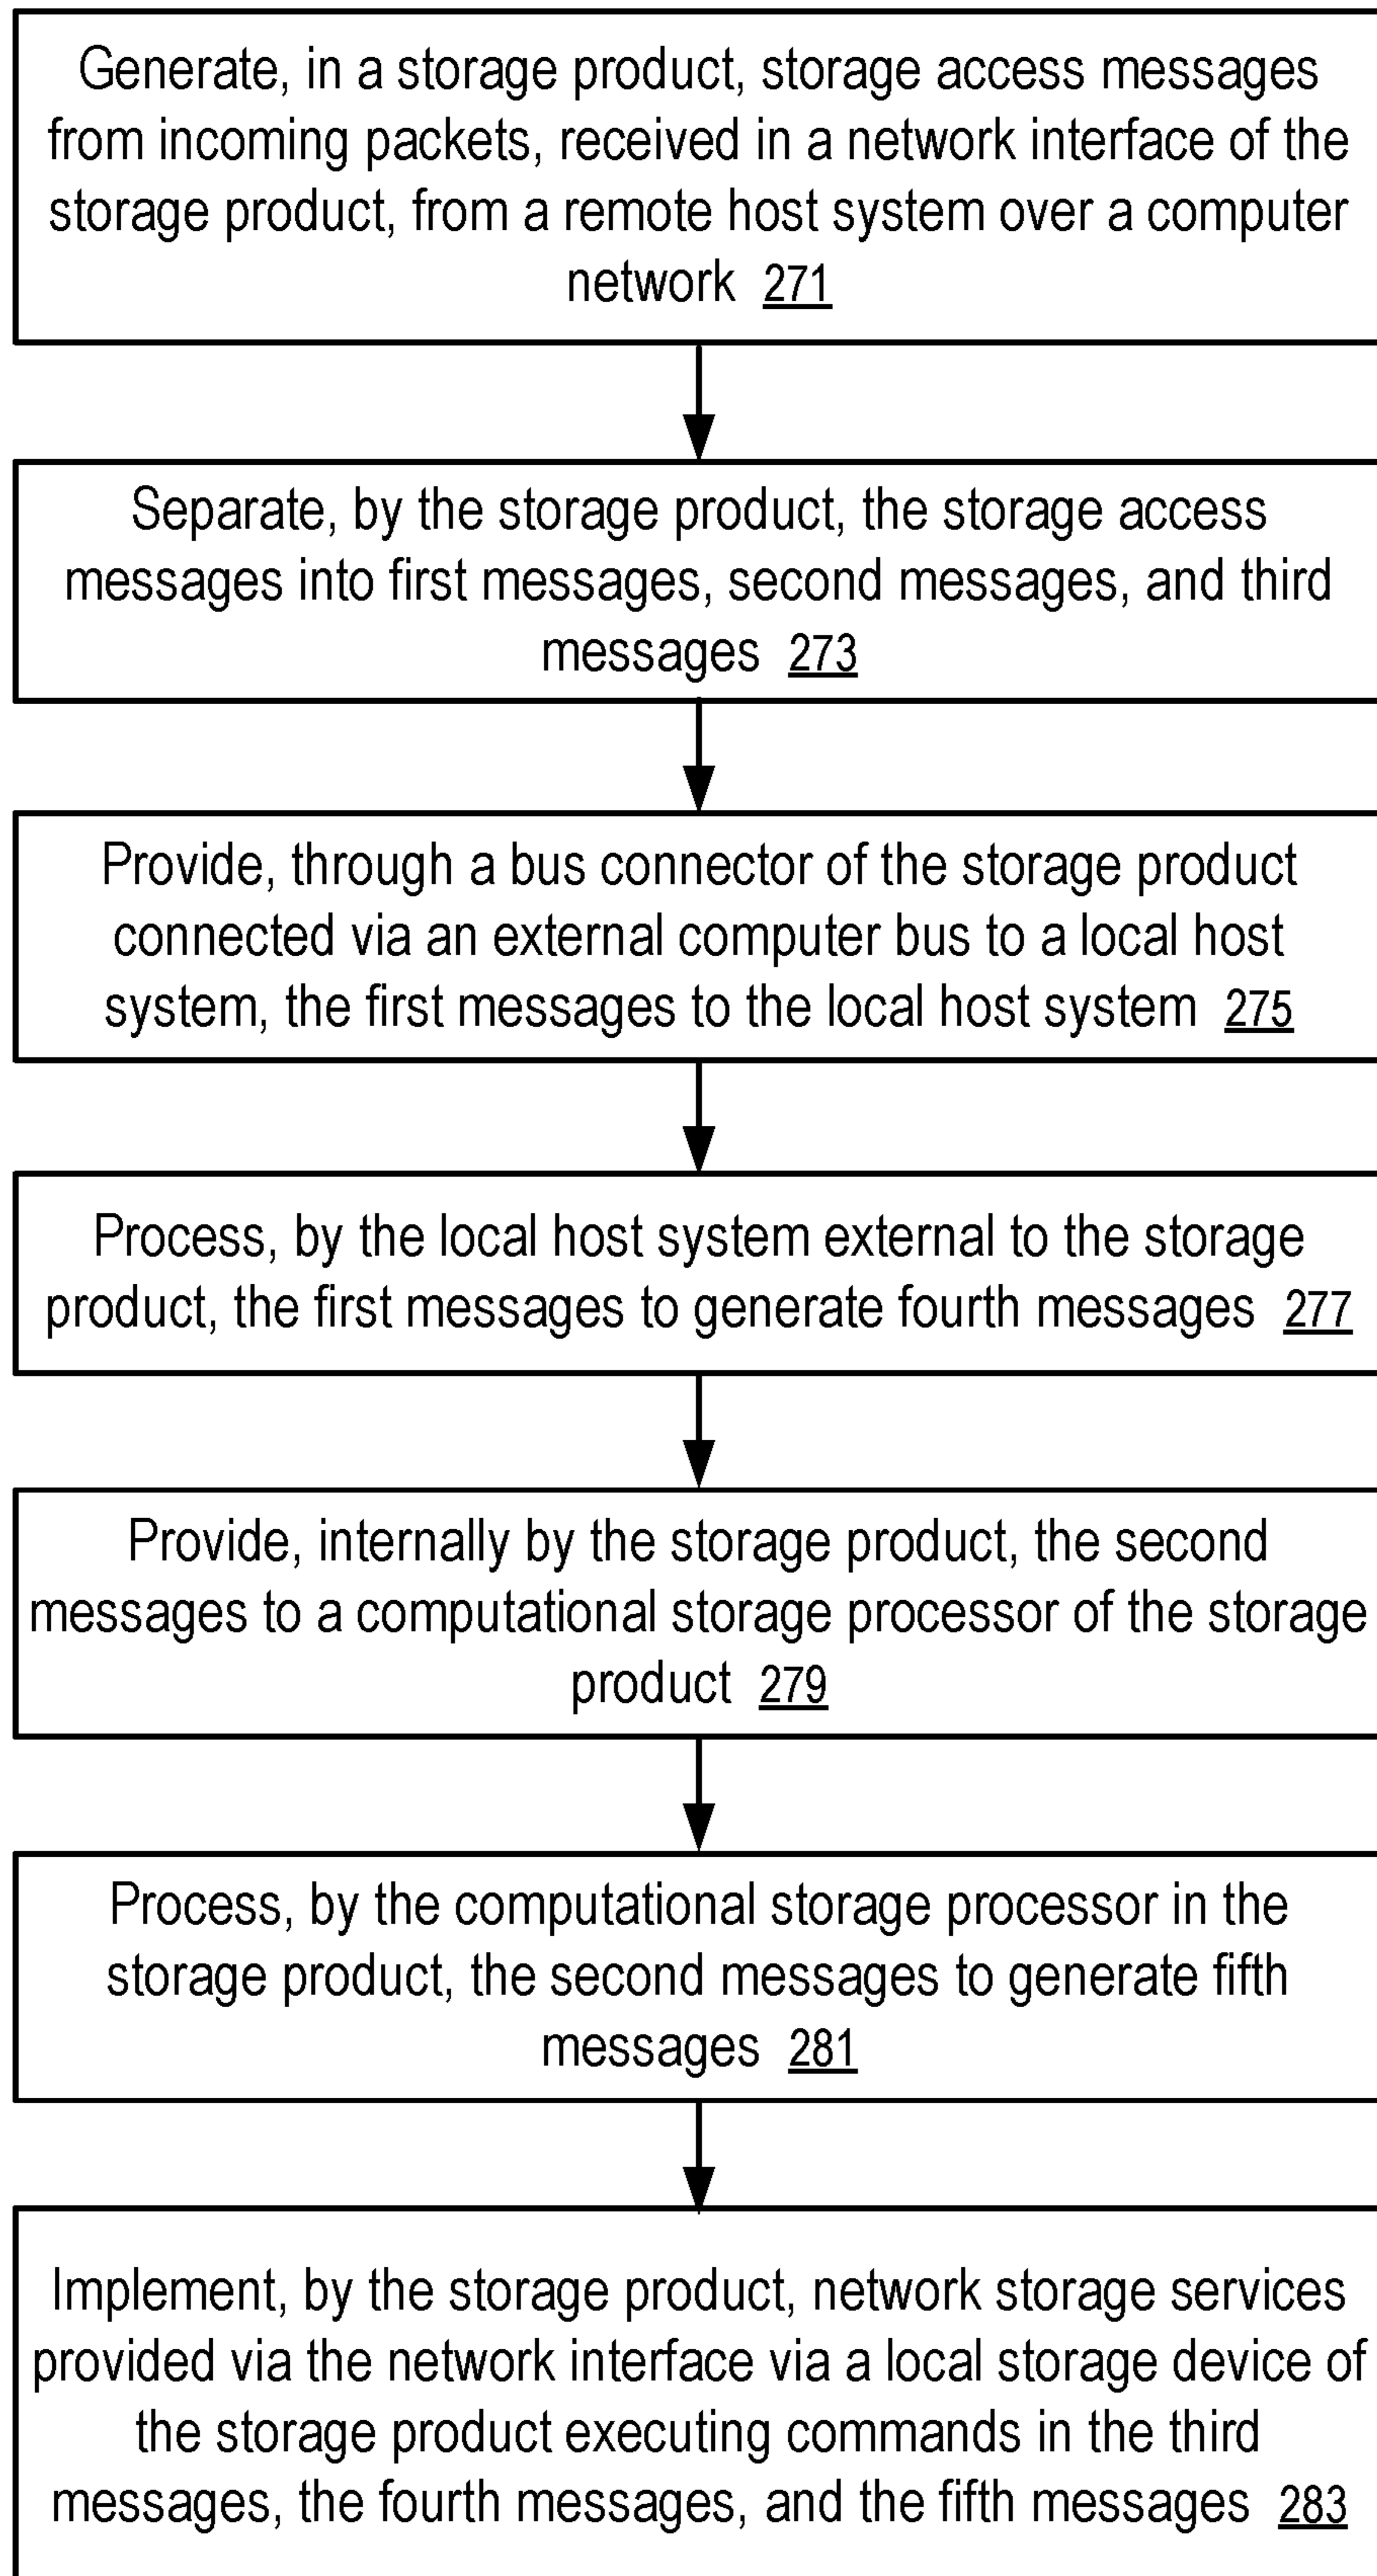 Generate, in a storage product, storage access messages
from incoming packets, received in a network interface of the
storage product, from a remote host system over a computer
network 271
Separate, by the storage product, the storage access
messages into first messages, second messages, and third
messages 273
Provide, through a bus connector of the storage product
connected via an external computer bus to a local host
system, the first messages to the local host system 275
Process, by the local host system external to the storage
product, the first messages to generate fourth messages 277
Provide, internally by the storage product, the second
messages to a computational storage processor of the storage
product 279
Process, by the computational storage processor in the
storage product, the second messages to generate fifth
messages 281
Implement, by the storage product, network storage services
provided via the network interface via a local storage device of
the storage product executing commands in the third
messages, the fourth messages, and the fifth messages 283